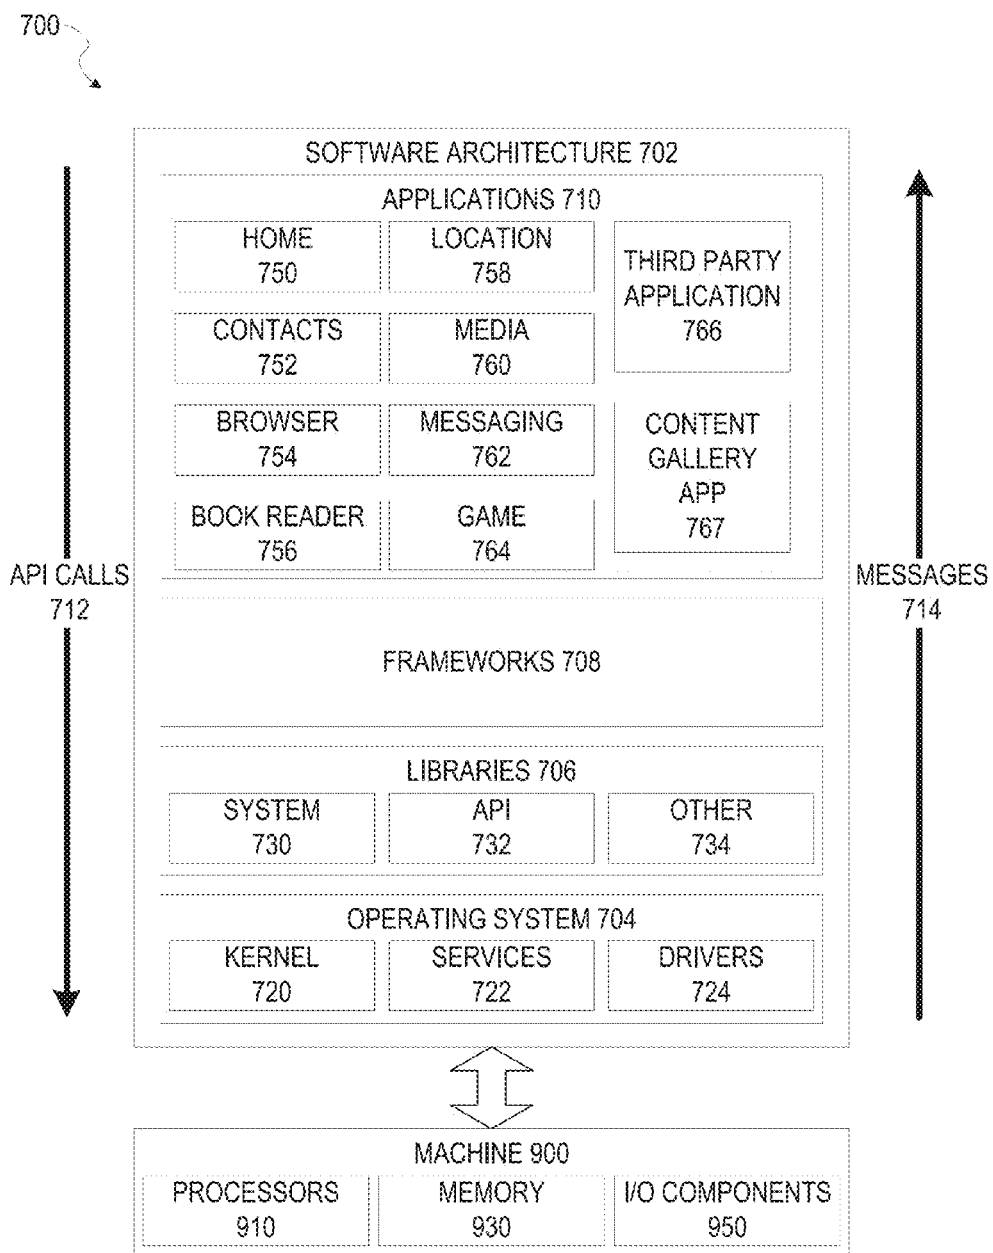 700
SOFTWARE ARCHITECTURE 702
APPLICATIONS 710
HOME
750
LOCATION
758
THIRD PARTY
APPLICATION
766
CONTACTS
752
MEDIA
760
BROWSER
754
MESSAGING
762
CONTENT
GALLERY
APP
767
BOOK READER
756
GAME
764
API CALLS
712
MESSAGES
714
FRAMEWORKS 708
LIBRARIES 706
SYSTEM
730
API
732
OTHER
734
OPERATING SYSTEM 704
KERNEL
720
SERVICES
722
DRIVERS
724
MACHINE 900
PROCESSORS
910
MEMORY
930
I/O COMPONENTS
950